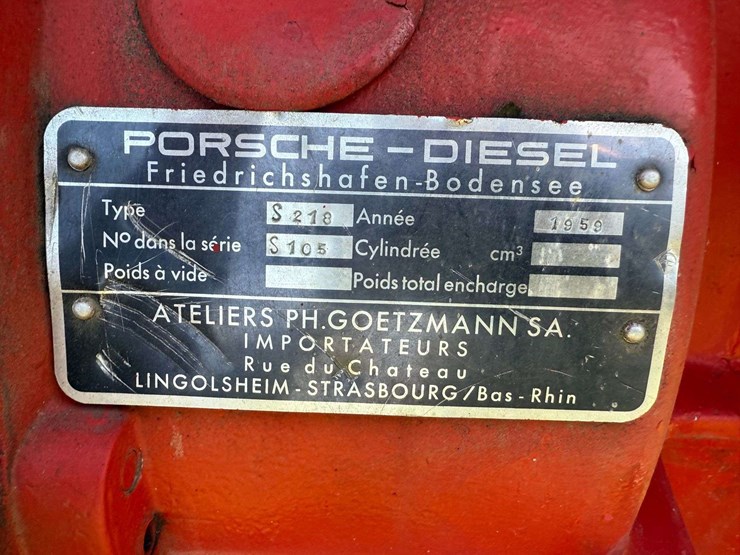 PORSCHE-DIESEL
Friedrichshafen-Bodensee
Type S 218 Année 1959
No dans la série S 105 Cylindrée cm³
Poids à vide Poids total encharge
ATELIERS PH.GOETZMANN SA.
IMPORTATEURS
Rue du Chateau
LINGOLSHEIM-STRASBOURG/Bas-Rhin